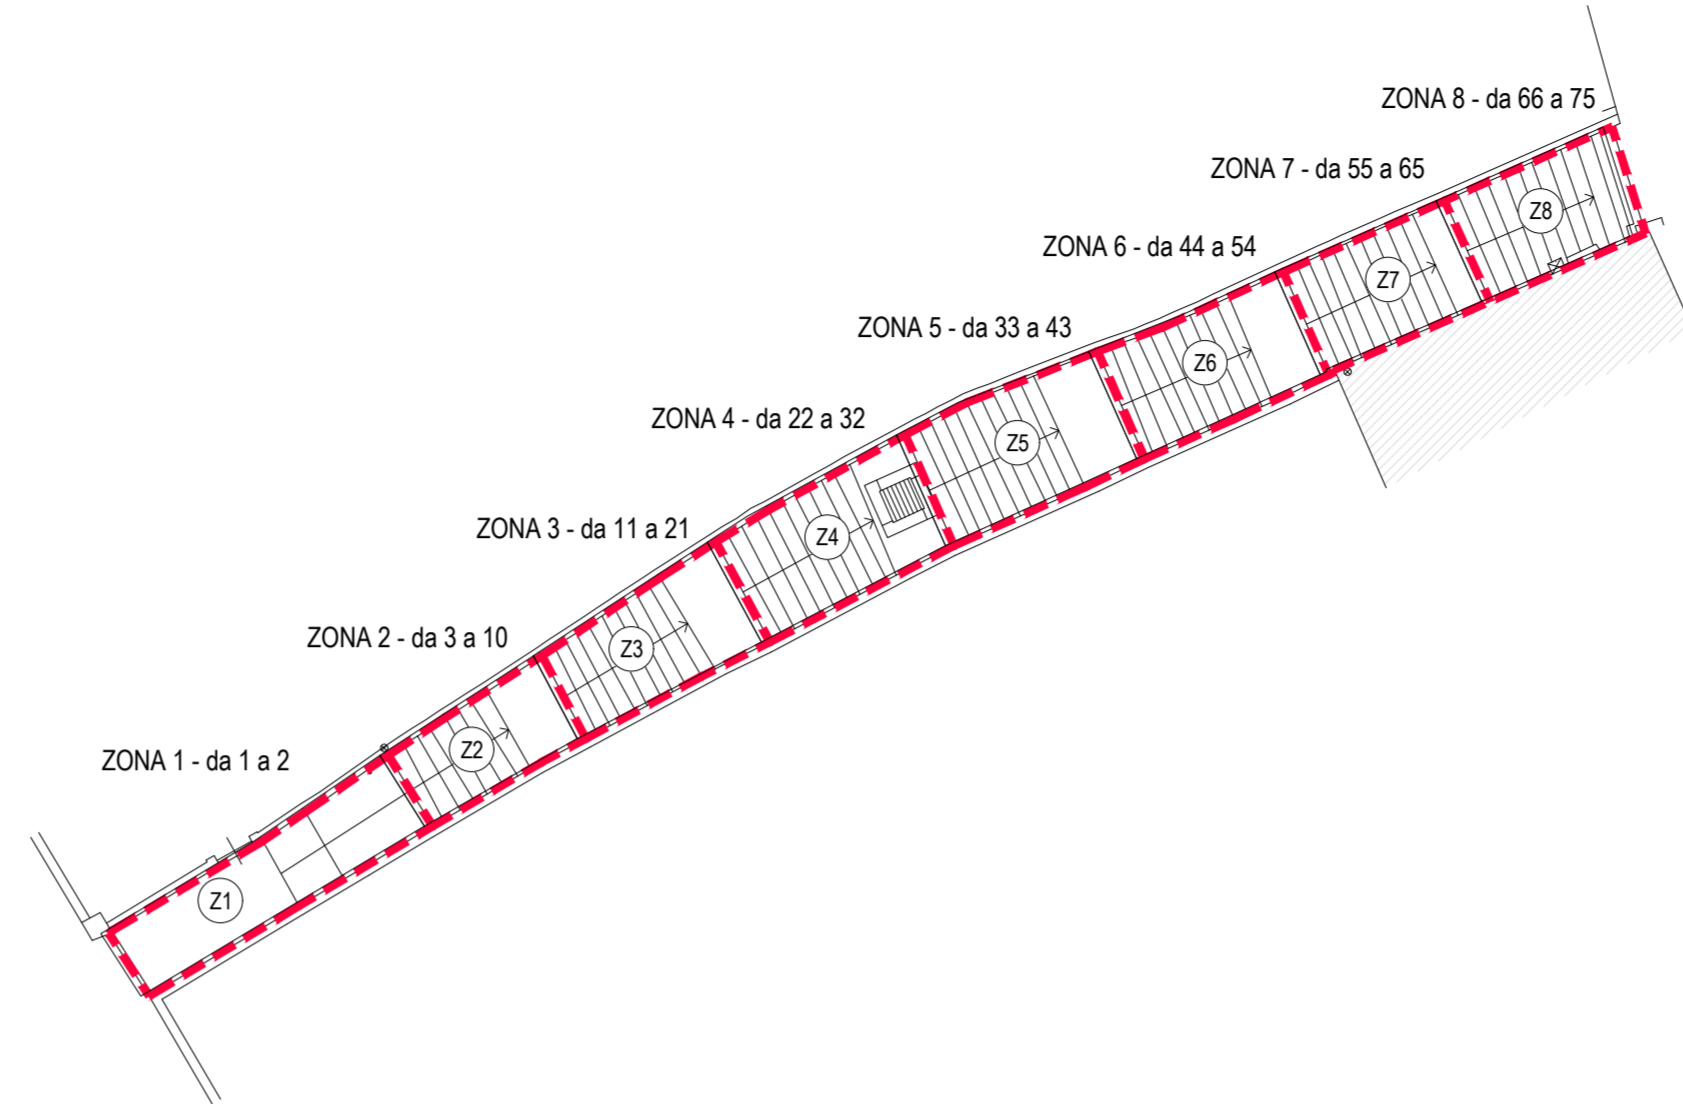 ZONA 8 - da 66 a 75
ZONA 7 - da 55 a 65
Z8
ZONA 6 - da 44 a 54
Z7
ZONA 5 - da 33 a 43
Z6
ZONA 4 - da 22 a 32
Z5
ZONA 3 - da 11 a 21
Z4
ZONA 2 - da 3 a 10
Z3
ZONA 1 - da 1 a 2
Z2
Z1